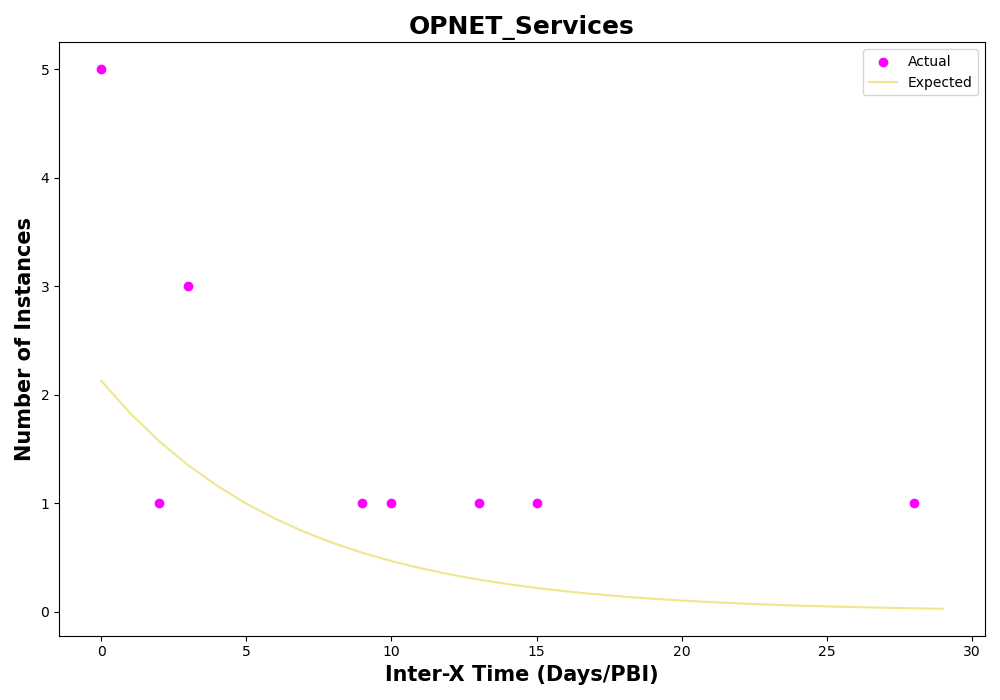 OPNET_Services
Actual
Expected
Number of Instances
5
4
3
2
1
0
0 5 10 15 20 25 30
Inter-X Time (Days/PBI)